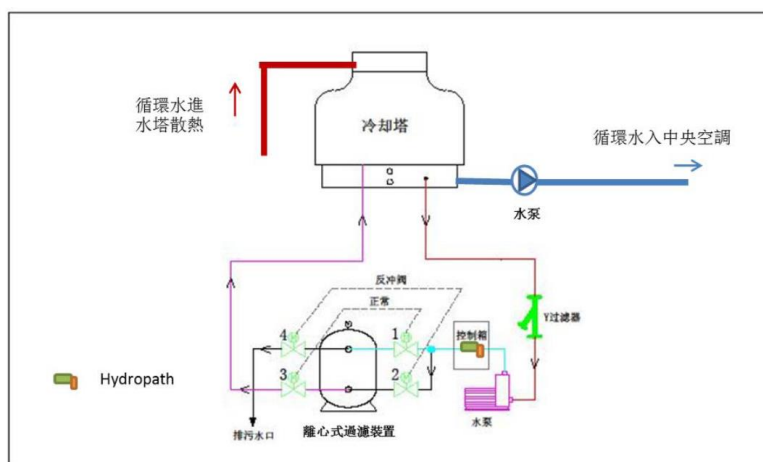 循環水進
水塔散熱
冷却塔
循環水入中央空調
水泵
反冲阀
正常
4
1
控制箱
Y过滤器
3
2
Hydropath
排污水口
離心式過濾裝置
水泵